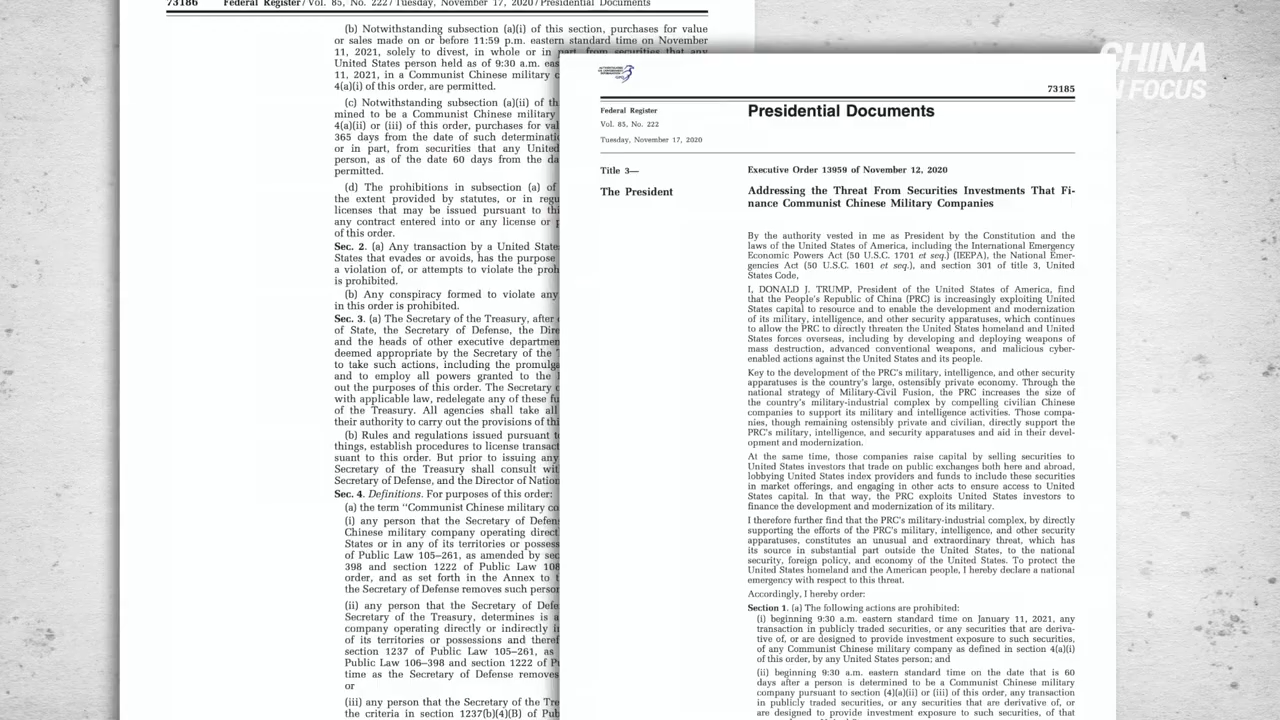 73186 Federal Register / Vol. 85, No. 222 / Tuesday, November 17, 2020 / Presidential Documents
(b) Notwithstanding subsection (a)(i) of this section, purchases for value
or sales made on or before 11:59 p.m. eastern standard time on November
11, 2021, solely to divest, in whole or in part, from securities that any
United States person held as of 9:30 a.m. eas
11, 2021, in a Communist Chinese military c
4(a)(i) of this order, are permitted.
(c) Notwithstanding subsection (a)(ii) of th
mined to be a Communist Chinese military
4(a)(ii) or (iii) of this order, purchases for val
365 days from the date of such determinati
or in part, from securities that any United
person, as of the date 60 days from the da
permitted.
(d) The prohibitions in subsection (a) of
the extent provided by statutes, or in regu
licenses that may be issued pursuant to thi
any contract entered into or any license or p
of this order.
Sec. 2. (a) Any transaction by a United State
States that evades or avoids, has the purpose
a violation of, or attempts to violate the proh
is prohibited.
(b) Any conspiracy formed to violate any
in this order is prohibited.
Sec. 3. (a) The Secretary of the Treasury, after
of State, the Secretary of Defense, the Dire
and the heads of other executive departmen
deemed appropriate by the Secretary of the T
to take such actions, including the promulga
and to employ all powers granted to the
out the purposes of this order. The Secretary
with applicable law, redelegate any of these fu
of the Treasury. All agencies shall take all
their authority to carry out the provisions of thi
(b) Rules and regulations issued pursuant to
things, establish procedures to license transact
suant to this order. But prior to issuing any
Secretary of the Treasury shall consult wit
Secretary of Defense, and the Director of Nation
Sec. 4. Definitions. For purposes of this order:
(a) the term "Communist Chinese military co
(i) any person that the Secretary of Defens
Chinese military company operating direct
States or in any of its territories or possess
of Public Law 105–261, as amended by sec
398 and section 1222 of Public Law 108
order, and as set forth in the Annex to t
the Secretary of Defense removes such person
(ii) any person that the Secretary of Defe
Secretary of the Treasury, determines is a
company operating directly or indirectly i
of its territories or possessions and theref
section 1237 of Public Law 105–261, as
Public Law 106–398 and section 1222 of P
time as the Secretary of Defense removes
or
(iii) any person that the Secretary of the Tre
the criteria in section 1237(b)(4)(B) of Pub
CHINA
IN FOCUS
73185
Federal Register
Vol. 85, No. 222
Tuesday, November 17, 2020
Presidential Documents
Title 3—
The President
Executive Order 13959 of November 12, 2020
Addressing the Threat From Securities Investments That Fi-
nance Communist Chinese Military Companies
By the authority vested in me as President by the Constitution and the
laws of the United States of America, including the International Emergency
Economic Powers Act (50 U.S.C. 1701 et seq.) (IEEPA), the National Emer-
gencies Act (50 U.S.C. 1601 et seq.), and section 301 of title 3, United
States Code,
I, DONALD J. TRUMP, President of the United States of America, find
that the People's Republic of China (PRC) is increasingly exploiting United
States capital to resource and to enable the development and modernization
of its military, intelligence, and other security apparatuses, which continues
to allow the PRC to directly threaten the United States homeland and United
States forces overseas, including by developing and deploying weapons of
mass destruction, advanced conventional weapons, and malicious cyber-
enabled actions against the United States and its people.
Key to the development of the PRC's military, intelligence, and other security
apparatuses is the country's large, ostensibly private economy. Through the
national strategy of Military-Civil Fusion, the PRC increases the size of
the country's military-industrial complex by compelling civilian Chinese
companies to support its military and intelligence activities. Those compa-
nies, though remaining ostensibly private and civilian, directly support the
PRC's military, intelligence, and security apparatuses and aid in their devel-
opment and modernization.
At the same time, those companies raise capital by selling securities to
United States investors that trade on public exchanges both here and abroad,
lobbying United States index providers and funds to include these securities
in market offerings, and engaging in other acts to ensure access to United
States capital. In that way, the PRC exploits United States investors to
finance the development and modernization of its military.
I therefore further find that the PRC's military-industrial complex, by directly
supporting the efforts of the PRC's military, intelligence, and other security
apparatuses, constitutes an unusual and extraordinary threat, which has
its source in substantial part outside the United States, to the national
security, foreign policy, and economy of the United States. To protect the
United States homeland and the American people, I hereby declare a national
emergency with respect to this threat.
Accordingly, I hereby order:
Section 1. (a) The following actions are prohibited:
(i) beginning 9:30 a.m. eastern standard time on January 11, 2021, any
transaction in publicly traded securities, or any securities that are deriva-
tive of, or are designed to provide investment exposure to such securities,
of any Communist Chinese military company as defined in section 4(a)(i)
of this order, by any United States person; and
(ii) beginning 9:30 a.m. eastern standard time on the date that is 60
days after a person is determined to be a Communist Chinese military
company pursuant to section (4)(a)(ii) or (iii) of this order, any transaction
in publicly traded securities, or any securities that are derivative of, or
are designed to provide investment exposure to such securities, of that